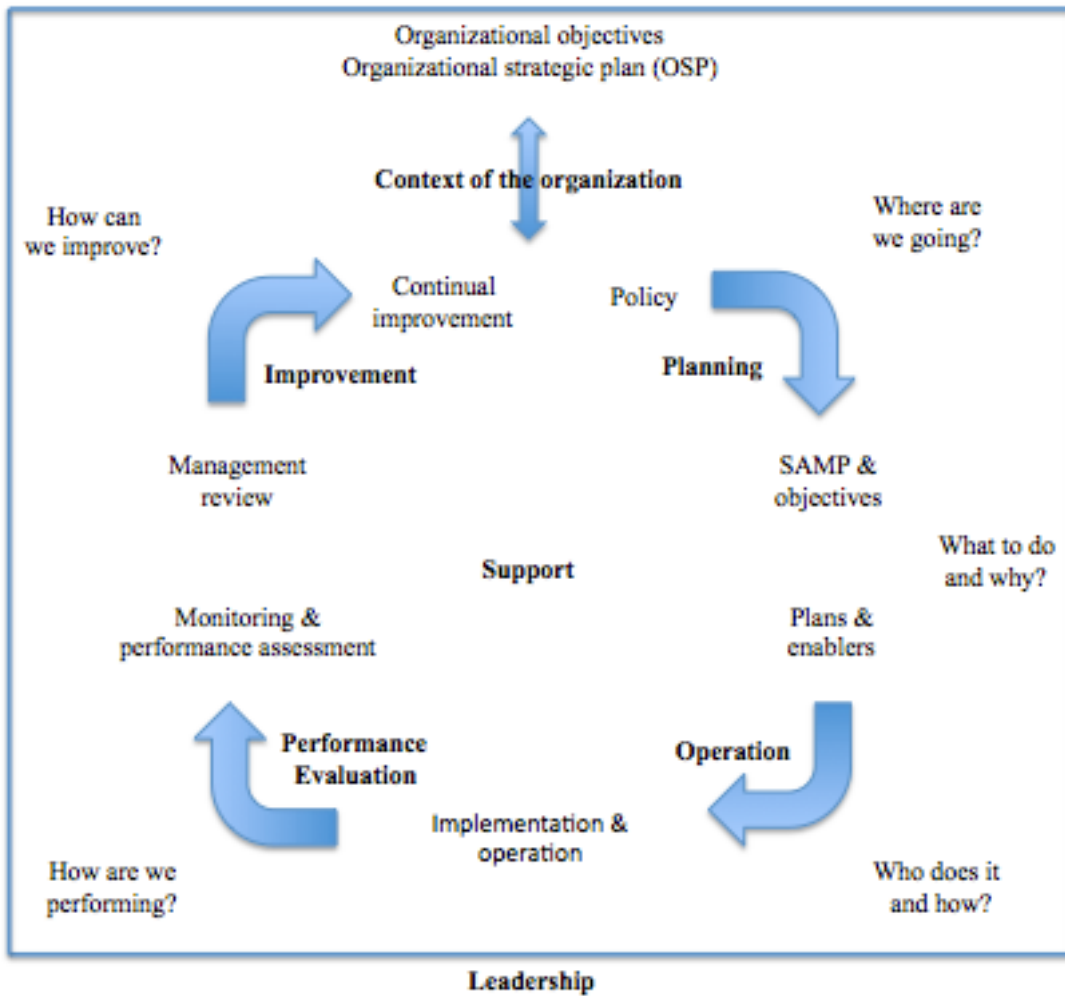 Organizational objectives
Organizational strategic plan (OSP)
Context of the organization
How can
we improve?
Where are
we going?
Continual
improvement
Policy
Improvement
Planning
Management
review
SAMP &
objectives
What to do
and why?
Support
Monitoring &
performance assessment
Plans &
enablers
Performance
Evaluation
Operation
Implementation &
operation
How are we
performing?
Who does it
and how?
Leadership